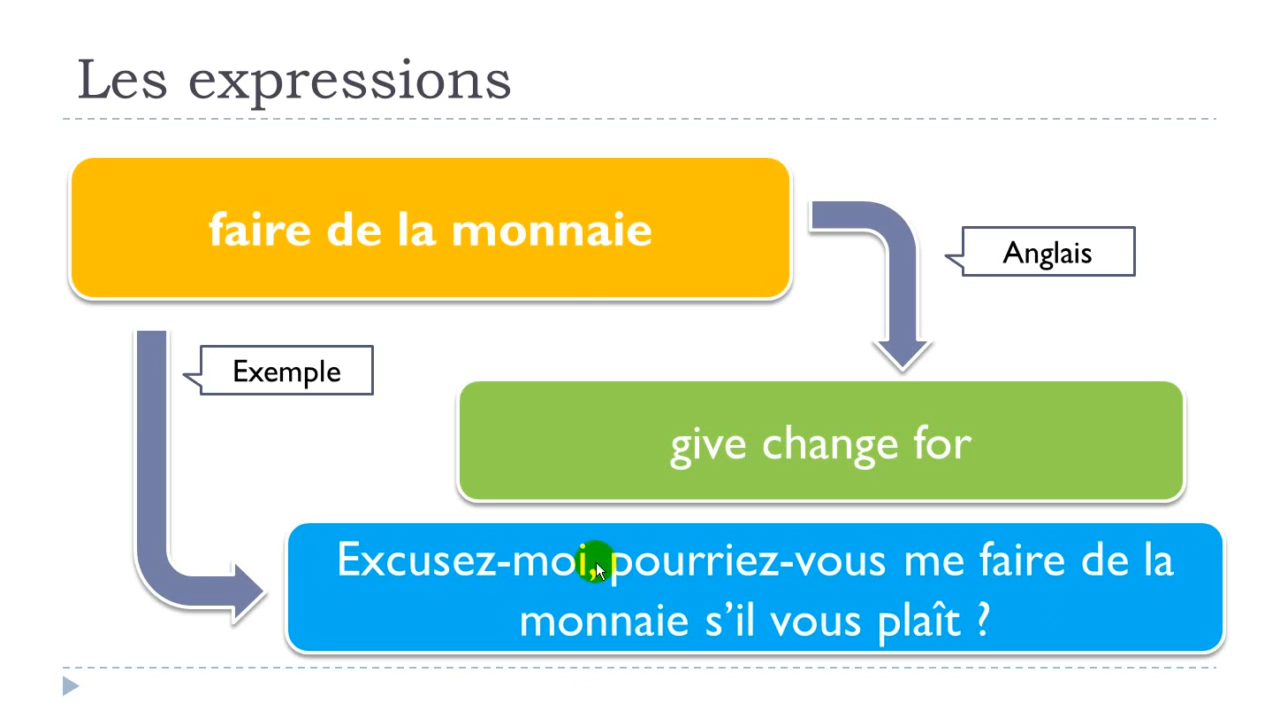 Les expressions
faire de la monnaie
Anglais
Exemple
give change for
Excusez-moi, pourriez-vous me faire de la
monnaie s’il vous plaît ?